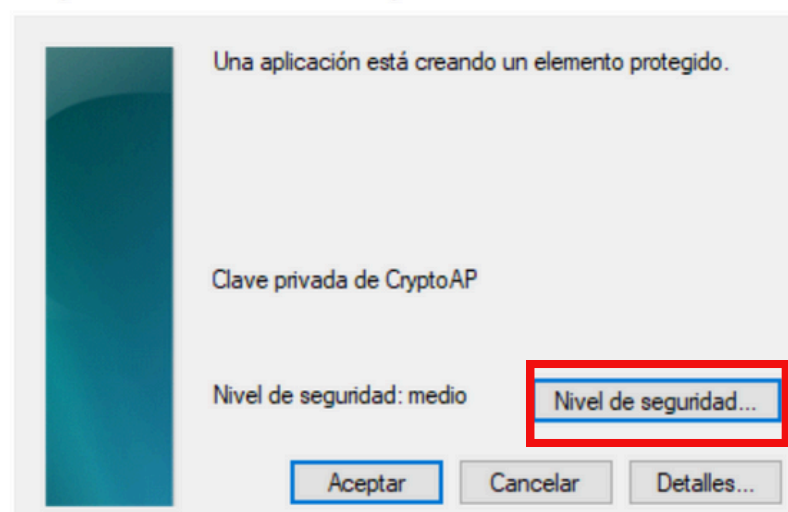 Una aplicación está creando un elemento protegido.
Clave privada de CryptoAP
Nivel de seguridad: medio
Nivel de seguridad...
Aceptar
Cancelar
Detalles...